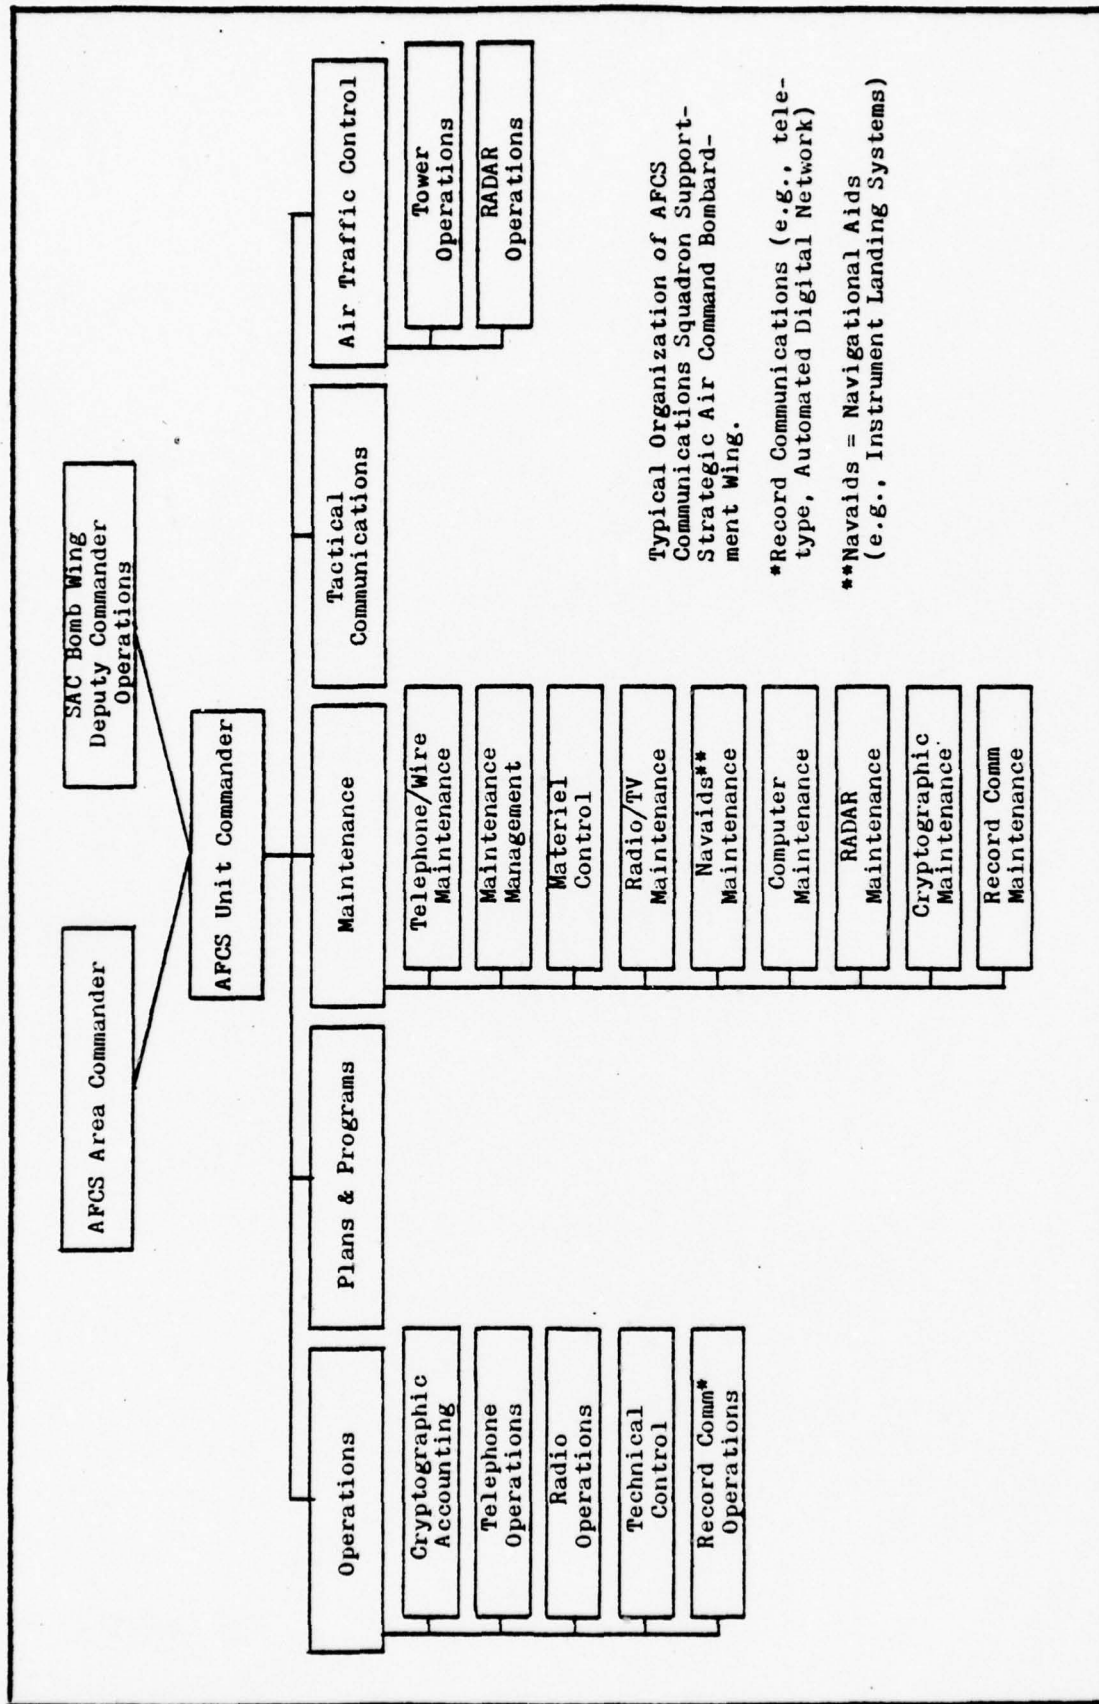 AFCS Area Commander
SAC Bomb Wing
Deputy Commander
Operations
AFCS Unit Commander
Operations
Plans & Programs
Maintenance
Tactical
Communications
Air Traffic Control
Cryptographic
Accounting
Telephone
Operations
Radio
Operations
Technical
Control
Record Comm*
Operations
Telephone/Wire
Maintenance
Maintenance
Management
Materiel
Control
Radio/TV
Maintenance
Navaids**
Maintenance
Computer
Maintenance
RADAR
Maintenance
Cryptographic
Maintenance
Record Comm
Maintenance
Tower
Operations
RADAR
Operations
Typical Organization of AFCS
Communications Squadron Support-
Strategic Air Command Bombard-
ment Wing.
*Record Communications (e.g., tele-
type, Automated Digital Network)
**Navaids = Navigational Aids
(e.g., Instrument Landing Systems)